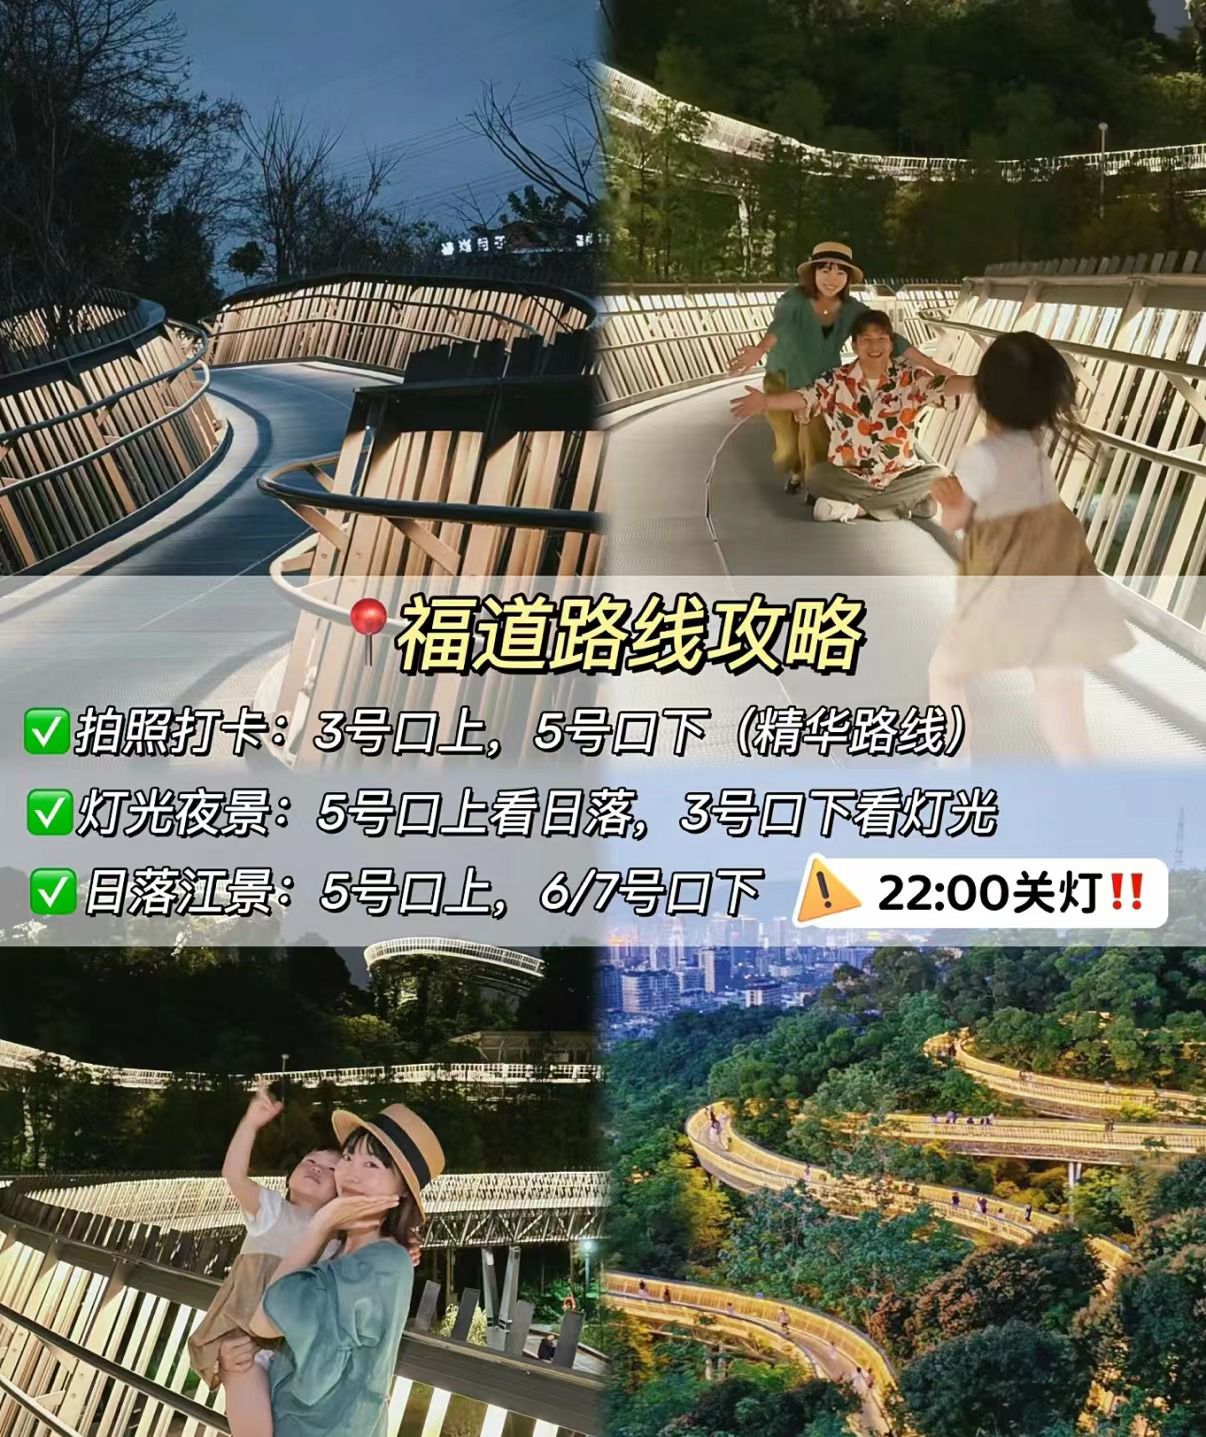 📍福道路线攻略
✅拍照打卡：3号口上，5号口下（精华路线）
✅灯光夜景：5号口上看日落，3号口下看灯光
✅日落江景：5号口上，6/7号口下
⚠️22:00关灯‼️